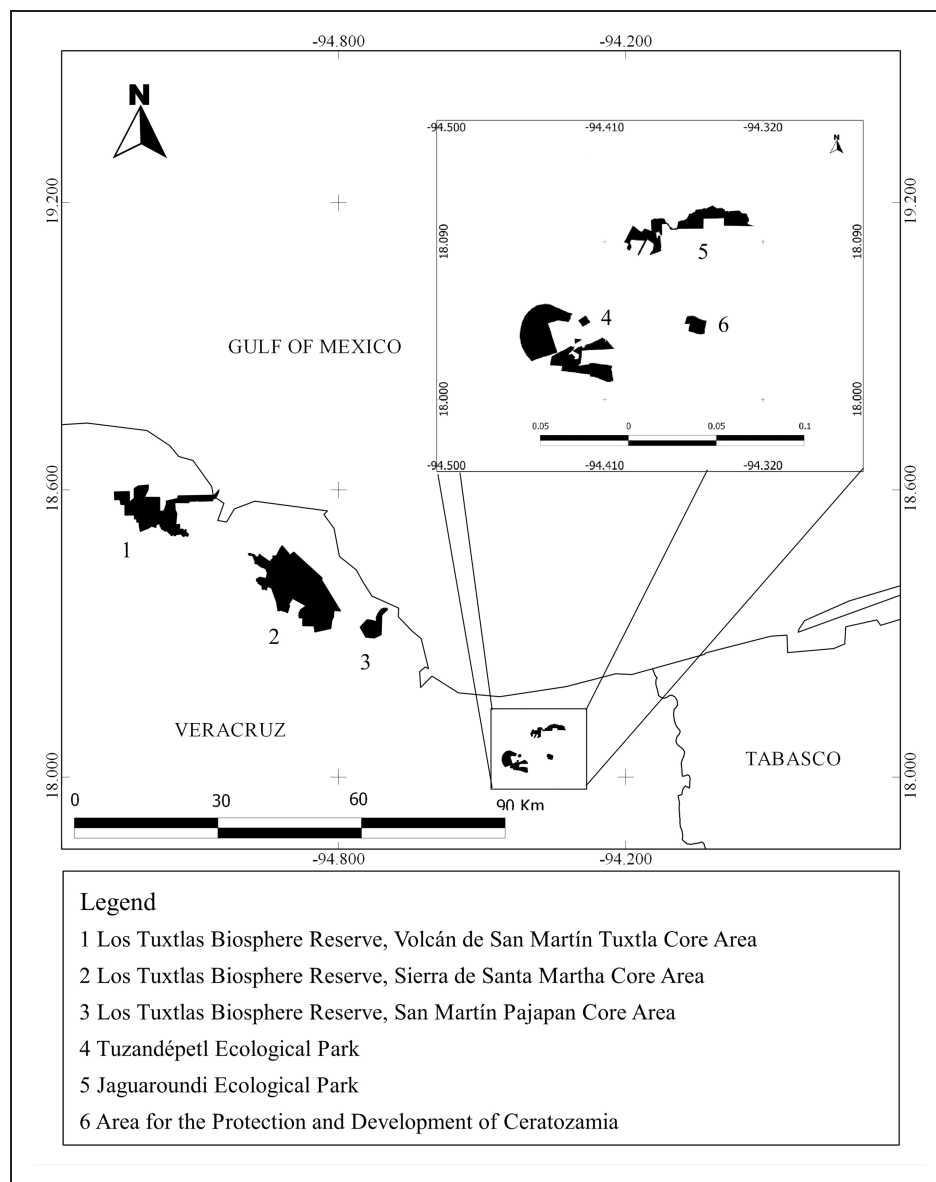 -94.800 -94.200
N
-94.500 -94.410 -94.320
N
19.200 19.200
18.090 18.090
5
4
6
GULF OF MEXICO
18.000 18.000
0.05 0 0.05 0.1
-94.500 -94.410 -94.320
18.600 18.600
1
2
3
VERACRUZ
TABASCO
18.000 18.000
0 30 60 90 Km
-94.800 -94.200
Legend
1 Los Tuxtlas Biosphere Reserve, Volcán de San Martín Tuxtla Core Area
2 Los Tuxtlas Biosphere Reserve, Sierra de Santa Martha Core Area
3 Los Tuxtlas Biosphere Reserve, San Martín Pajapan Core Area
4 Tuzandépetl Ecological Park
5 Jaguaroundi Ecological Park
6 Area for the Protection and Development of Ceratozamia